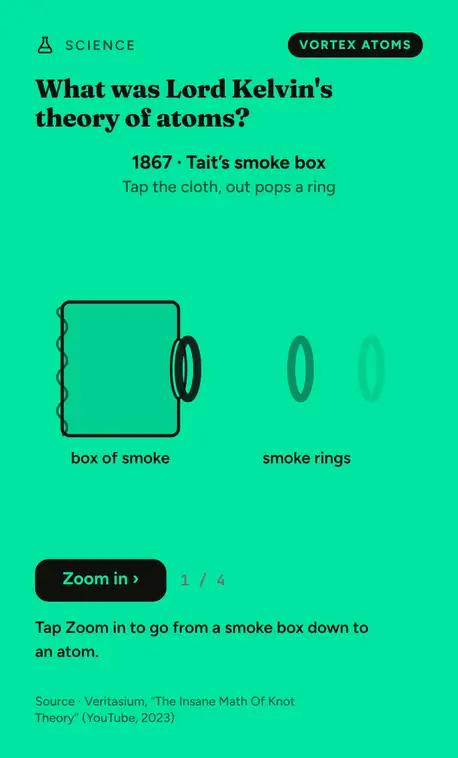 SCIENCE
VORTEX ATOMS
What was Lord Kelvin's
theory of atoms?
1867 · Tait’s smoke box
Tap the cloth, out pops a ring
box of smoke
smoke rings
Zoom in ›
1 / 4
Tap Zoom in to go from a smoke box down to
an atom.
Source · Veritasium, “The Insane Math Of Knot
Theory” (YouTube, 2023)